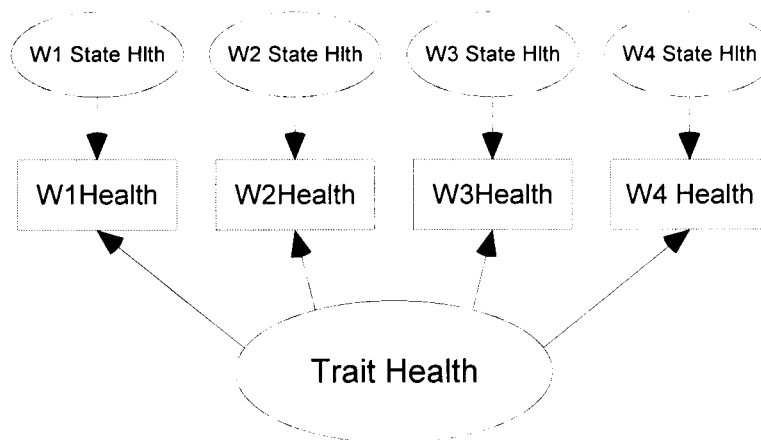 W1 State Hlth
W2 State Hlth
W3 State Hlth
W4 State Hlth
W1Health
W2Health
W3Health
W4 Health
Trait Health